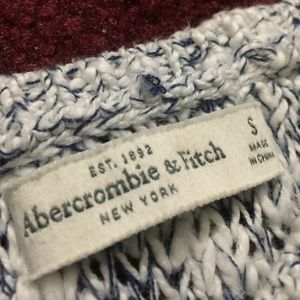 EST. 1892
Abercrombie & Fitch
NEW YORK
S
MADE
IN CHINA